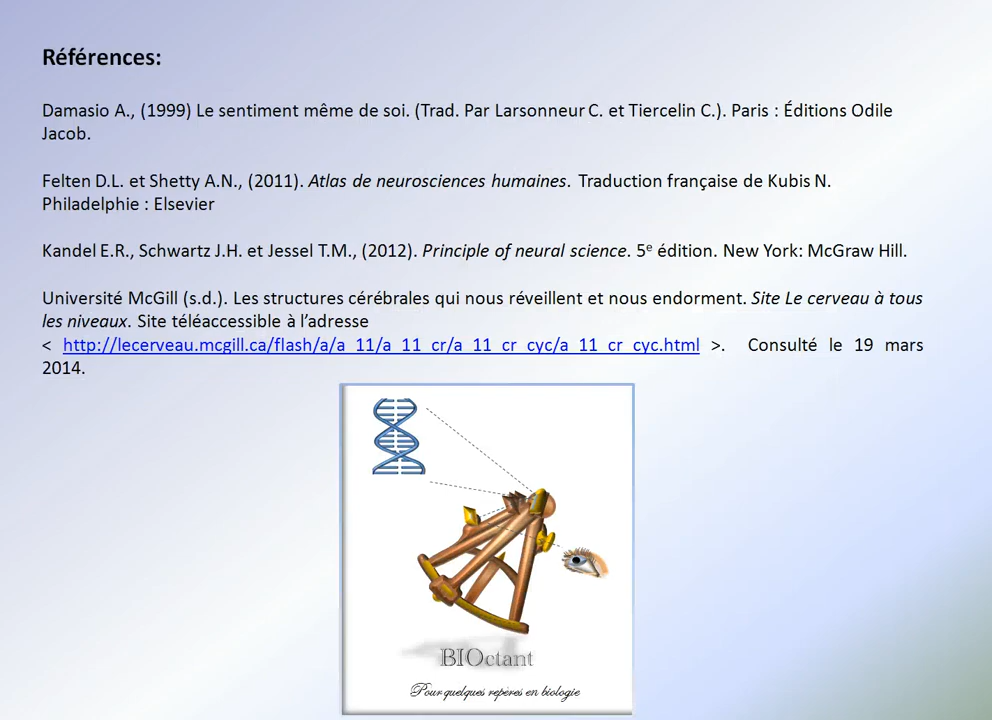 Références:
Damasio A., (1999) Le sentiment même de soi. (Trad. Par Larsonneur C. et Tiercelin C.). Paris : Éditions Odile
Jacob.
Felten D.L. et Shetty A.N., (2011). Atlas de neurosciences humaines. Traduction française de Kubis N.
Philadelphie : Elsevier
Kandel E.R., Schwartz J.H. et Jessel T.M., (2012). Principle of neural science. 5e édition. New York: McGraw Hill.
Université McGill (s.d.). Les structures cérébrales qui nous réveillent et nous endorment. Site Le cerveau à tous
les niveaux. Site téléaccessible à l’adresse
< http://lecerveau.mcgill.ca/flash/a/a_11/a_11_cr/a_11_cr_cyc/a_11_cr_cyc.html >. Consulté le 19 mars
2014.
BIOctant
Pour quelques repères en biologie